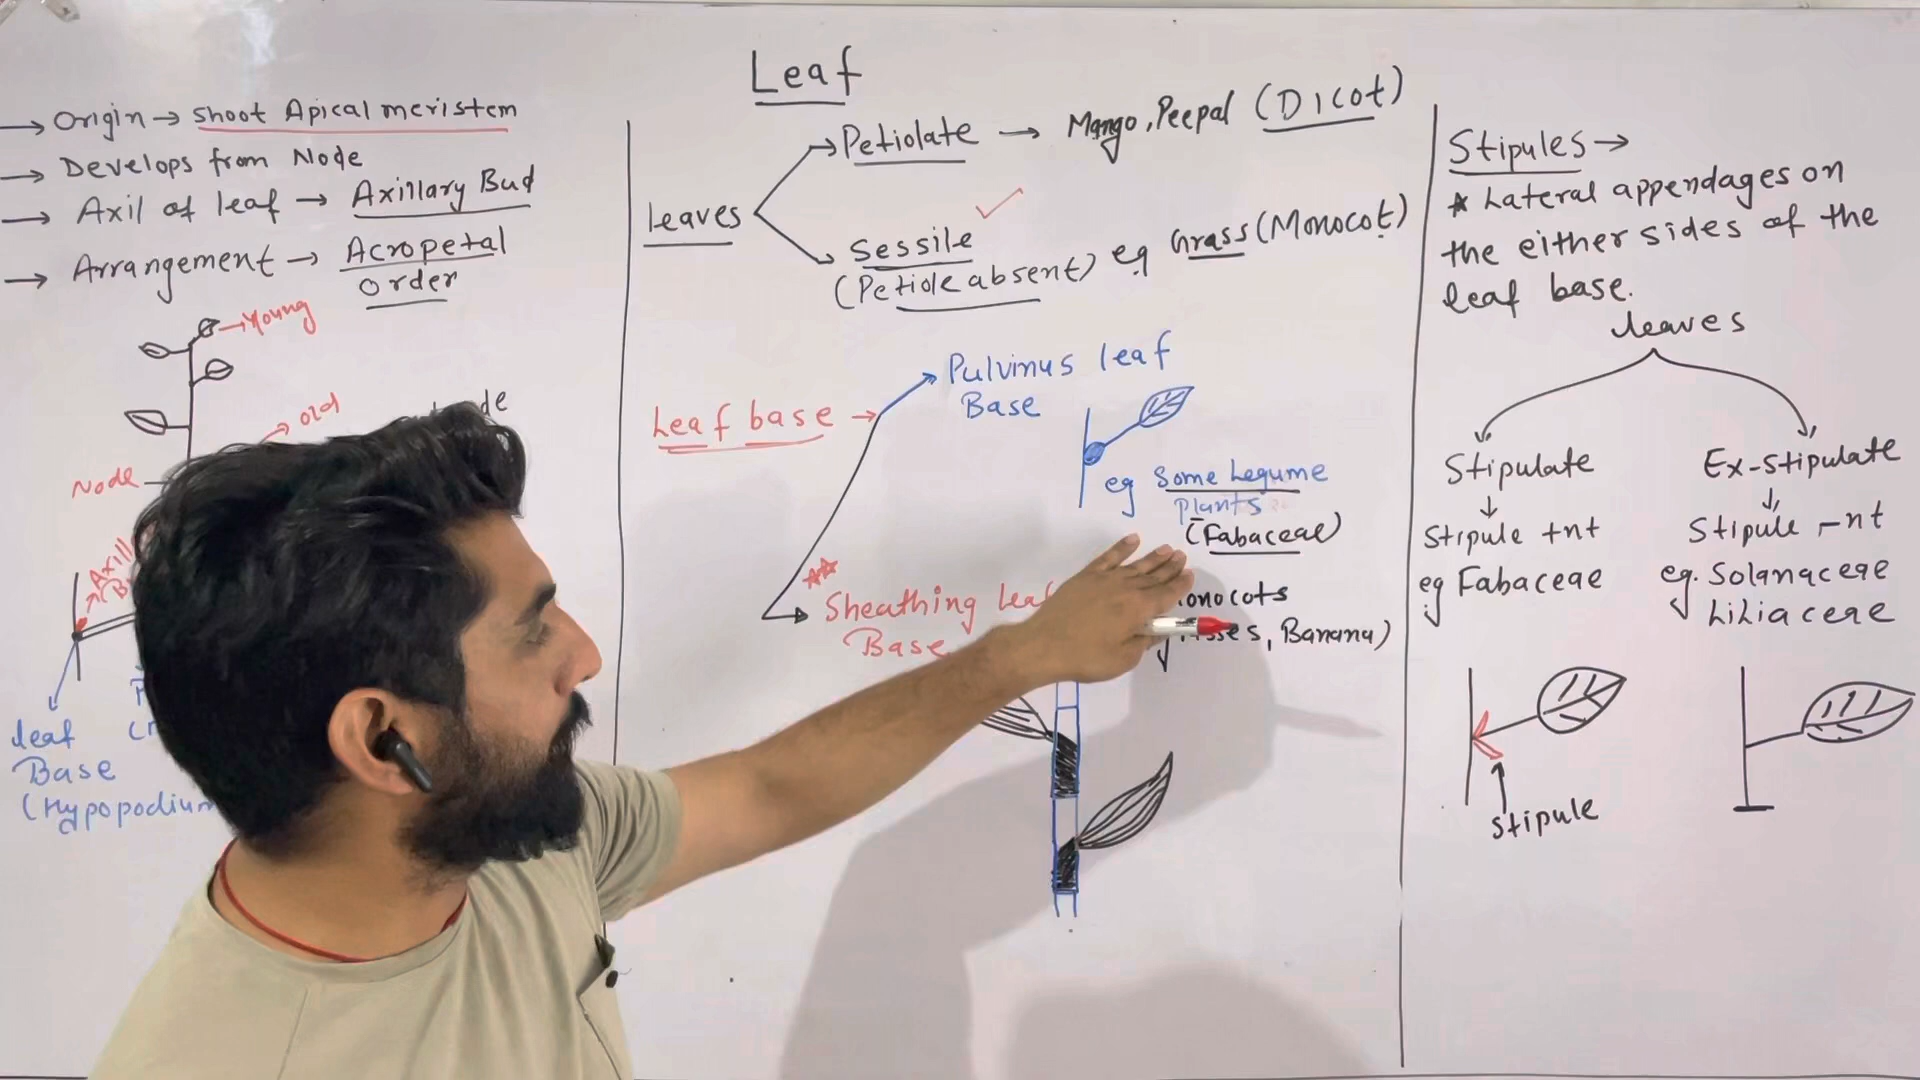 Leaf
→ Origin → Shoot Apical meristem
→ Develops from Node
→ Axil of leaf → Axillary Bud
→ Arrangement → Acropetal
order
→ Young
→ old
Node
leaf
Base
(Hypopodium
leaves
Petiolate → Mango, Peepal (Dicot)
Sessile
(Petiole absent) eg Grass (Monocot)
Leaf base →
Pulvinus leaf
Base
eg Some Legume
plants
(Fabaceae)
Sheathing Leaf
Base
, Banana)
Stipules →
* Lateral appendages on
the either sides of the
leaf base.
leaves
Stipulate
↓
Stipule +nt
eg Fabaceae
Stipule
Ex-stipulate
↓
Stipule -nt
eg. Solanaceae
Liliacere